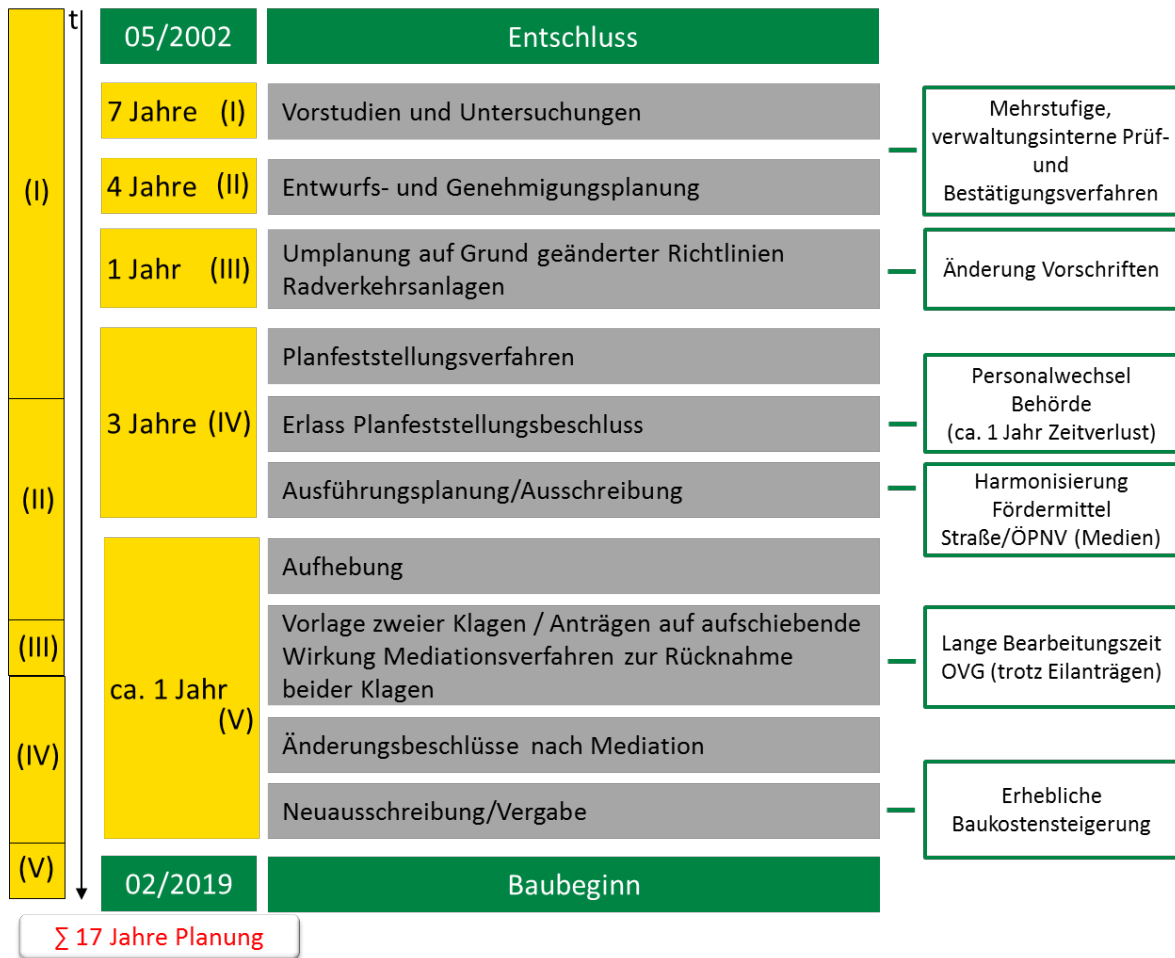 t
05/2002
Entschluss
7 Jahre (I)
Vorstudien und Untersuchungen
4 Jahre (II)
Entwurfs- und Genehmigungsplanung
Mehrstufige,
verwaltungsinterne Prüf-
und
Bestätigungsverfahren
1 Jahr (III)
Umplanung auf Grund geänderter Richtlinien
Radverkehrsanlagen
Änderung Vorschriften
3 Jahre (IV)
Planfeststellungsverfahren
Erlass Planfeststellungsbeschluss
Personalwechsel
Behörde
(ca. 1 Jahr Zeitverlust)
Ausführungsplanung/Ausschreibung
Harmonisierung
Fördermittel
Straße/ÖPNV (Medien)
ca. 1 Jahr
(V)
Aufhebung
Vorlage zweier Klagen / Anträgen auf aufschiebende
Wirkung Mediationsverfahren zur Rücknahme
beider Klagen
Lange Bearbeitungszeit
OVG (trotz Eilanträgen)
Änderungsbeschlüsse nach Mediation
Neuausschreibung/Vergabe
Erhebliche
Baukostensteigerung
02/2019
Baubeginn
(I)
(II)
(III)
(IV)
(V)
∑ 17 Jahre Planung